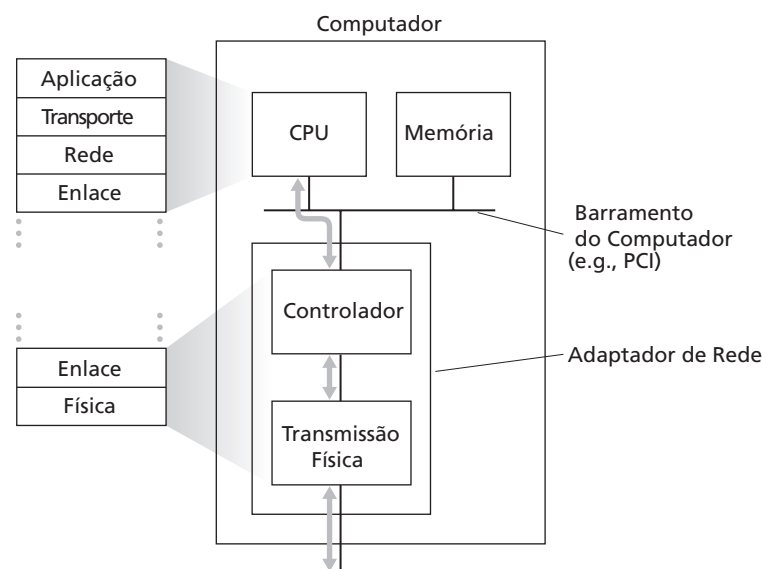 Computador
Aplicação
Transporte
Rede
Enlace
CPU
Memória
Barramento
do Computador
(e.g., PCI)
Controlador
Enlace
Física
Adaptador de Rede
Transmissão
Física